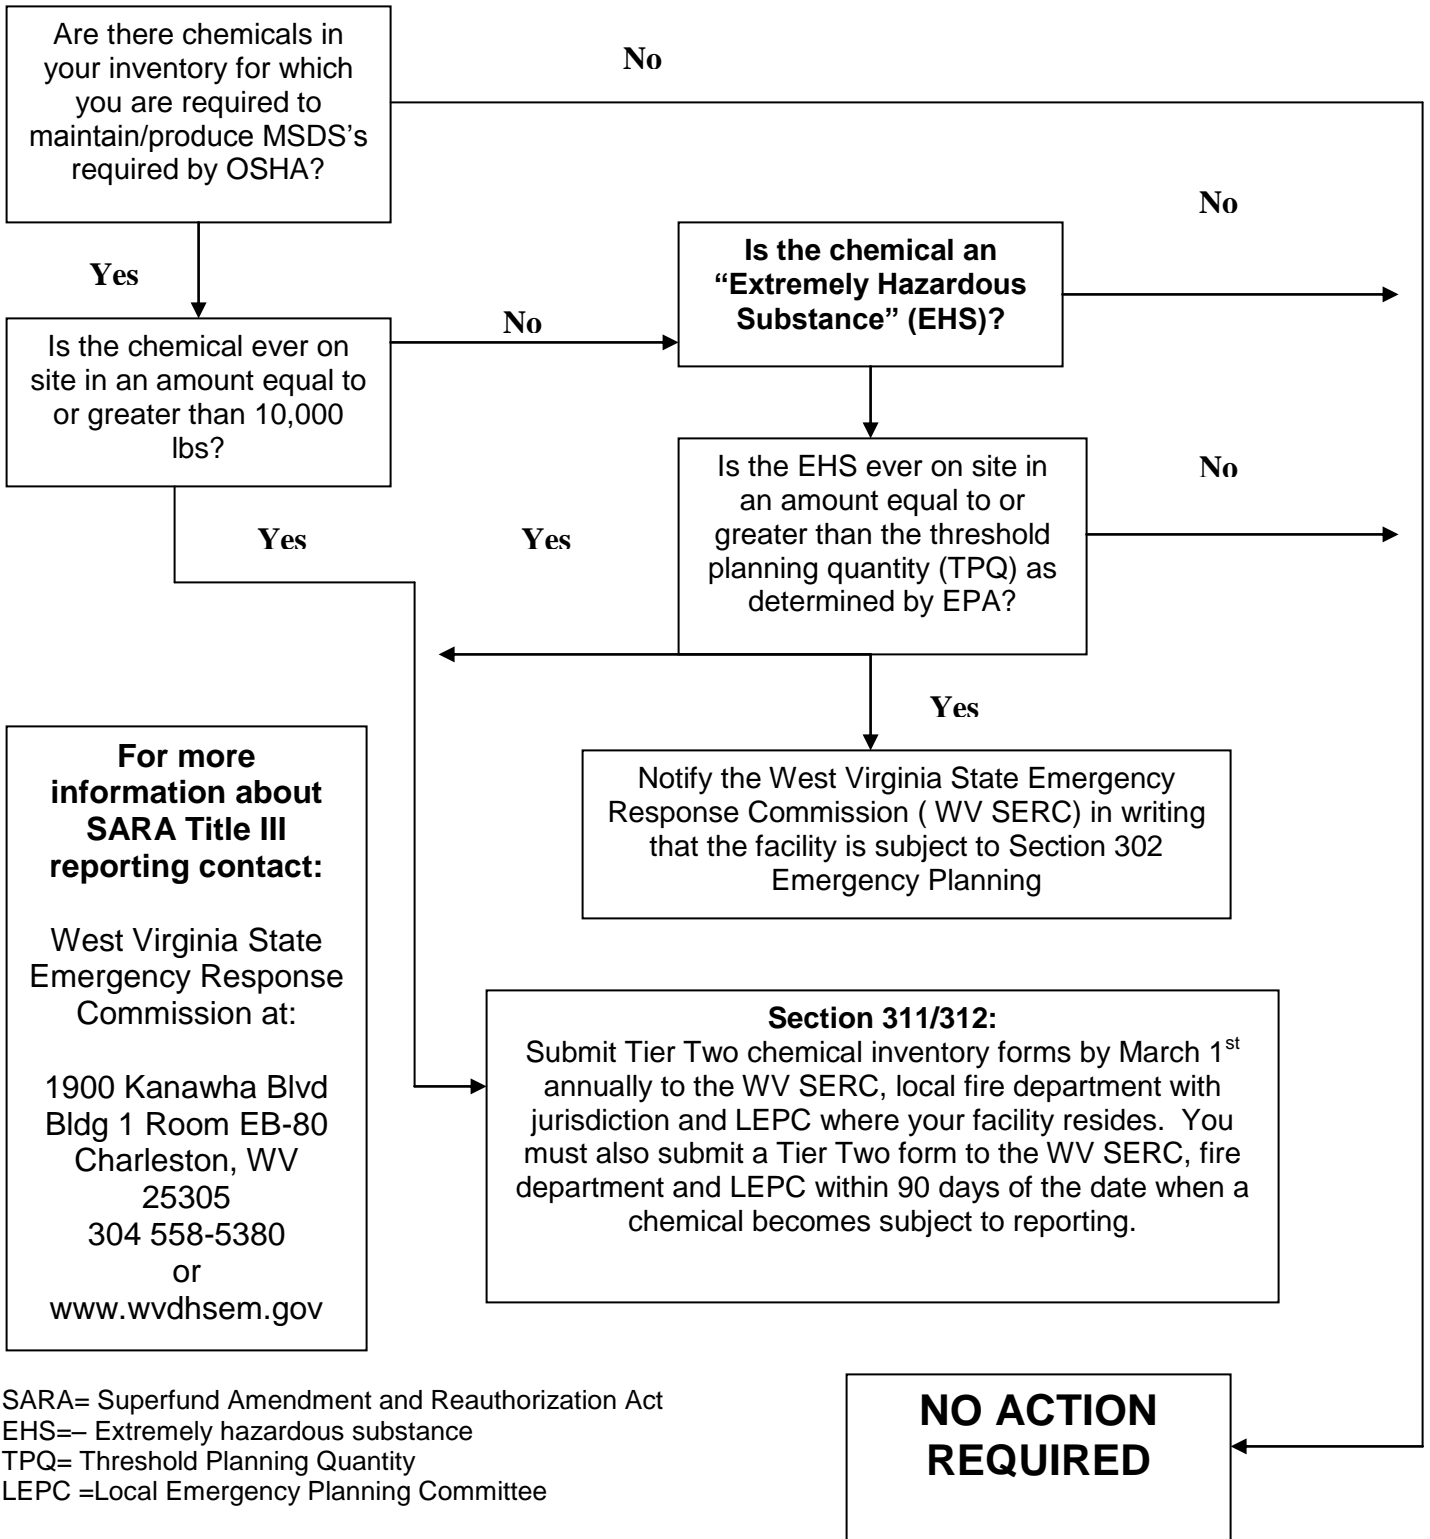 Are there chemicals in
your inventory for which
you are required to
maintain/produce MSDS’s
required by OSHA?
No
Yes
Is the chemical ever on
site in an amount equal to
or greater than 10,000
lbs?
No
Is the chemical an
“Extremely Hazardous
Substance” (EHS)?
No
Is the EHS ever on site in
an amount equal to or
greater than the threshold
planning quantity (TPQ) as
determined by EPA?
No
Yes
Yes
Yes
Notify the West Virginia State Emergency
Response Commission ( WV SERC) in writing
that the facility is subject to Section 302
Emergency Planning
For more
information about
SARA Title III
reporting contact:
West Virginia State
Emergency Response
Commission at:
1900 Kanawha Blvd
Bldg 1 Room EB-80
Charleston, WV
25305
304 558-5380
or
www.wvdhsem.gov
Section 311/312:
Submit Tier Two chemical inventory forms by March 1st
annually to the WV SERC, local fire department with
jurisdiction and LEPC where your facility resides.  You
must also submit a Tier Two form to the WV SERC, fire
department and LEPC within 90 days of the date when a
chemical becomes subject to reporting.
SARA= Superfund Amendment and Reauthorization Act
EHS=– Extremely hazardous substance
TPQ= Threshold Planning Quantity
LEPC =Local Emergency Planning Committee
NO ACTION
REQUIRED